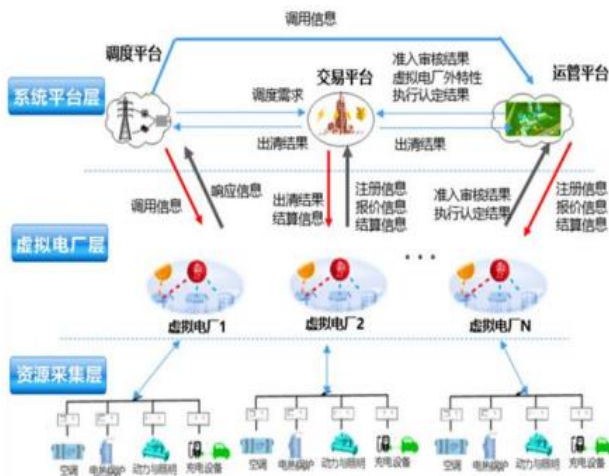 调用信息
调度平台
交易平台
运管平台
准入审核结果
虚拟电厂外特性
执行认定结果
系统平台层
调度需求
出清结果
出清结果
调用信息
响应信息
出清结果
结算信息
注册信息
报价信息
结算信息
准入审核结果
执行认定结果
注册信息
报价信息
结算信息
虚拟电厂层
...
虚拟电厂1
虚拟电厂2
虚拟电厂N
资源采集层
空调
电热锅炉
动力与照明
充电设备
空调
电热锅炉
动力与照明
充电设备
空调
电热锅炉
动力与照明
充电设备